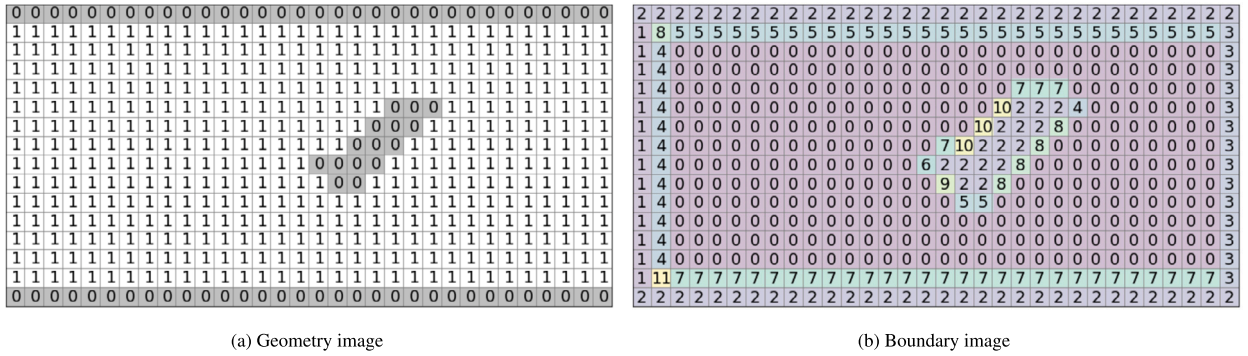 0 0 0 0 0 0 0 0 0 0 0 0 0 0 0 0 0 0 0 0 0 0 0 0 0 0 0 0 0 0 0 0
1 1 1 1 1 1 1 1 1 1 1 1 1 1 1 1 1 1 1 1 1 1 1 1 1 1 1 1 1 1 1 1
1 1 1 1 1 1 1 1 1 1 1 1 1 1 1 1 1 1 1 1 1 1 1 1 1 1 1 1 1 1 1 1
1 1 1 1 1 1 1 1 1 1 1 1 1 1 1 1 1 1 1 1 1 1 1 1 1 1 1 1 1 1 1 1
1 1 1 1 1 1 1 1 1 1 1 1 1 1 1 1 1 1 1 1 1 1 1 1 1 1 1 1 1 1 1 1
1 1 1 1 1 1 1 1 1 1 1 1 1 1 1 1 1 1 1 1 0 0 0 1 1 1 1 1 1 1 1 1
1 1 1 1 1 1 1 1 1 1 1 1 1 1 1 1 1 1 1 0 0 0 1 1 1 1 1 1 1 1 1 1
1 1 1 1 1 1 1 1 1 1 1 1 1 1 1 1 1 1 0 0 0 1 1 1 1 1 1 1 1 1 1 1
1 1 1 1 1 1 1 1 1 1 1 1 1 1 1 1 0 0 0 0 1 1 1 1 1 1 1 1 1 1 1 1
1 1 1 1 1 1 1 1 1 1 1 1 1 1 1 1 1 0 0 1 1 1 1 1 1 1 1 1 1 1 1 1
1 1 1 1 1 1 1 1 1 1 1 1 1 1 1 1 1 1 1 1 1 1 1 1 1 1 1 1 1 1 1 1
1 1 1 1 1 1 1 1 1 1 1 1 1 1 1 1 1 1 1 1 1 1 1 1 1 1 1 1 1 1 1 1
1 1 1 1 1 1 1 1 1 1 1 1 1 1 1 1 1 1 1 1 1 1 1 1 1 1 1 1 1 1 1 1
1 1 1 1 1 1 1 1 1 1 1 1 1 1 1 1 1 1 1 1 1 1 1 1 1 1 1 1 1 1 1 1
1 1 1 1 1 1 1 1 1 1 1 1 1 1 1 1 1 1 1 1 1 1 1 1 1 1 1 1 1 1 1 1
0 0 0 0 0 0 0 0 0 0 0 0 0 0 0 0 0 0 0 0 0 0 0 0 0 0 0 0 0 0 0 0
(a) Geometry image
2 2 2 2 2 2 2 2 2 2 2 2 2 2 2 2 2 2 2 2 2 2 2 2 2 2 2 2 2 2 2 2
1 8 5 5 5 5 5 5 5 5 5 5 5 5 5 5 5 5 5 5 5 5 5 5 5 5 5 5 5 5 5 3
1 4 0 0 0 0 0 0 0 0 0 0 0 0 0 0 0 0 0 0 0 0 0 0 0 0 0 0 0 0 0 3
1 4 0 0 0 0 0 0 0 0 0 0 0 0 0 0 0 0 0 0 0 0 0 0 0 0 0 0 0 0 0 3
1 4 0 0 0 0 0 0 0 0 0 0 0 0 0 0 0 0 0 0 7 7 7 0 0 0 0 0 0 0 0 3
1 4 0 0 0 0 0 0 0 0 0 0 0 0 0 0 0 0 0 10 2 2 2 4 0 0 0 0 0 0 0 3
1 4 0 0 0 0 0 0 0 0 0 0 0 0 0 0 0 0 10 2 2 2 8 0 0 0 0 0 0 0 0 3
1 4 0 0 0 0 0 0 0 0 0 0 0 0 0 0 7 10 2 2 2 8 0 0 0 0 0 0 0 0 0 3
1 4 0 0 0 0 0 0 0 0 0 0 0 0 0 6 2 2 2 2 8 0 0 0 0 0 0 0 0 0 0 3
1 4 0 0 0 0 0 0 0 0 0 0 0 0 0 0 9 2 2 8 0 0 0 0 0 0 0 0 0 0 0 3
1 4 0 0 0 0 0 0 0 0 0 0 0 0 0 0 0 5 5 0 0 0 0 0 0 0 0 0 0 0 0 3
1 4 0 0 0 0 0 0 0 0 0 0 0 0 0 0 0 0 0 0 0 0 0 0 0 0 0 0 0 0 0 3
1 4 0 0 0 0 0 0 0 0 0 0 0 0 0 0 0 0 0 0 0 0 0 0 0 0 0 0 0 0 0 3
1 4 0 0 0 0 0 0 0 0 0 0 0 0 0 0 0 0 0 0 0 0 0 0 0 0 0 0 0 0 0 3
1 11 7 7 7 7 7 7 7 7 7 7 7 7 7 7 7 7 7 7 7 7 7 7 7 7 7 7 7 7 7 3
2 2 2 2 2 2 2 2 2 2 2 2 2 2 2 2 2 2 2 2 2 2 2 2 2 2 2 2 2 2 2 2
(b) Boundary image